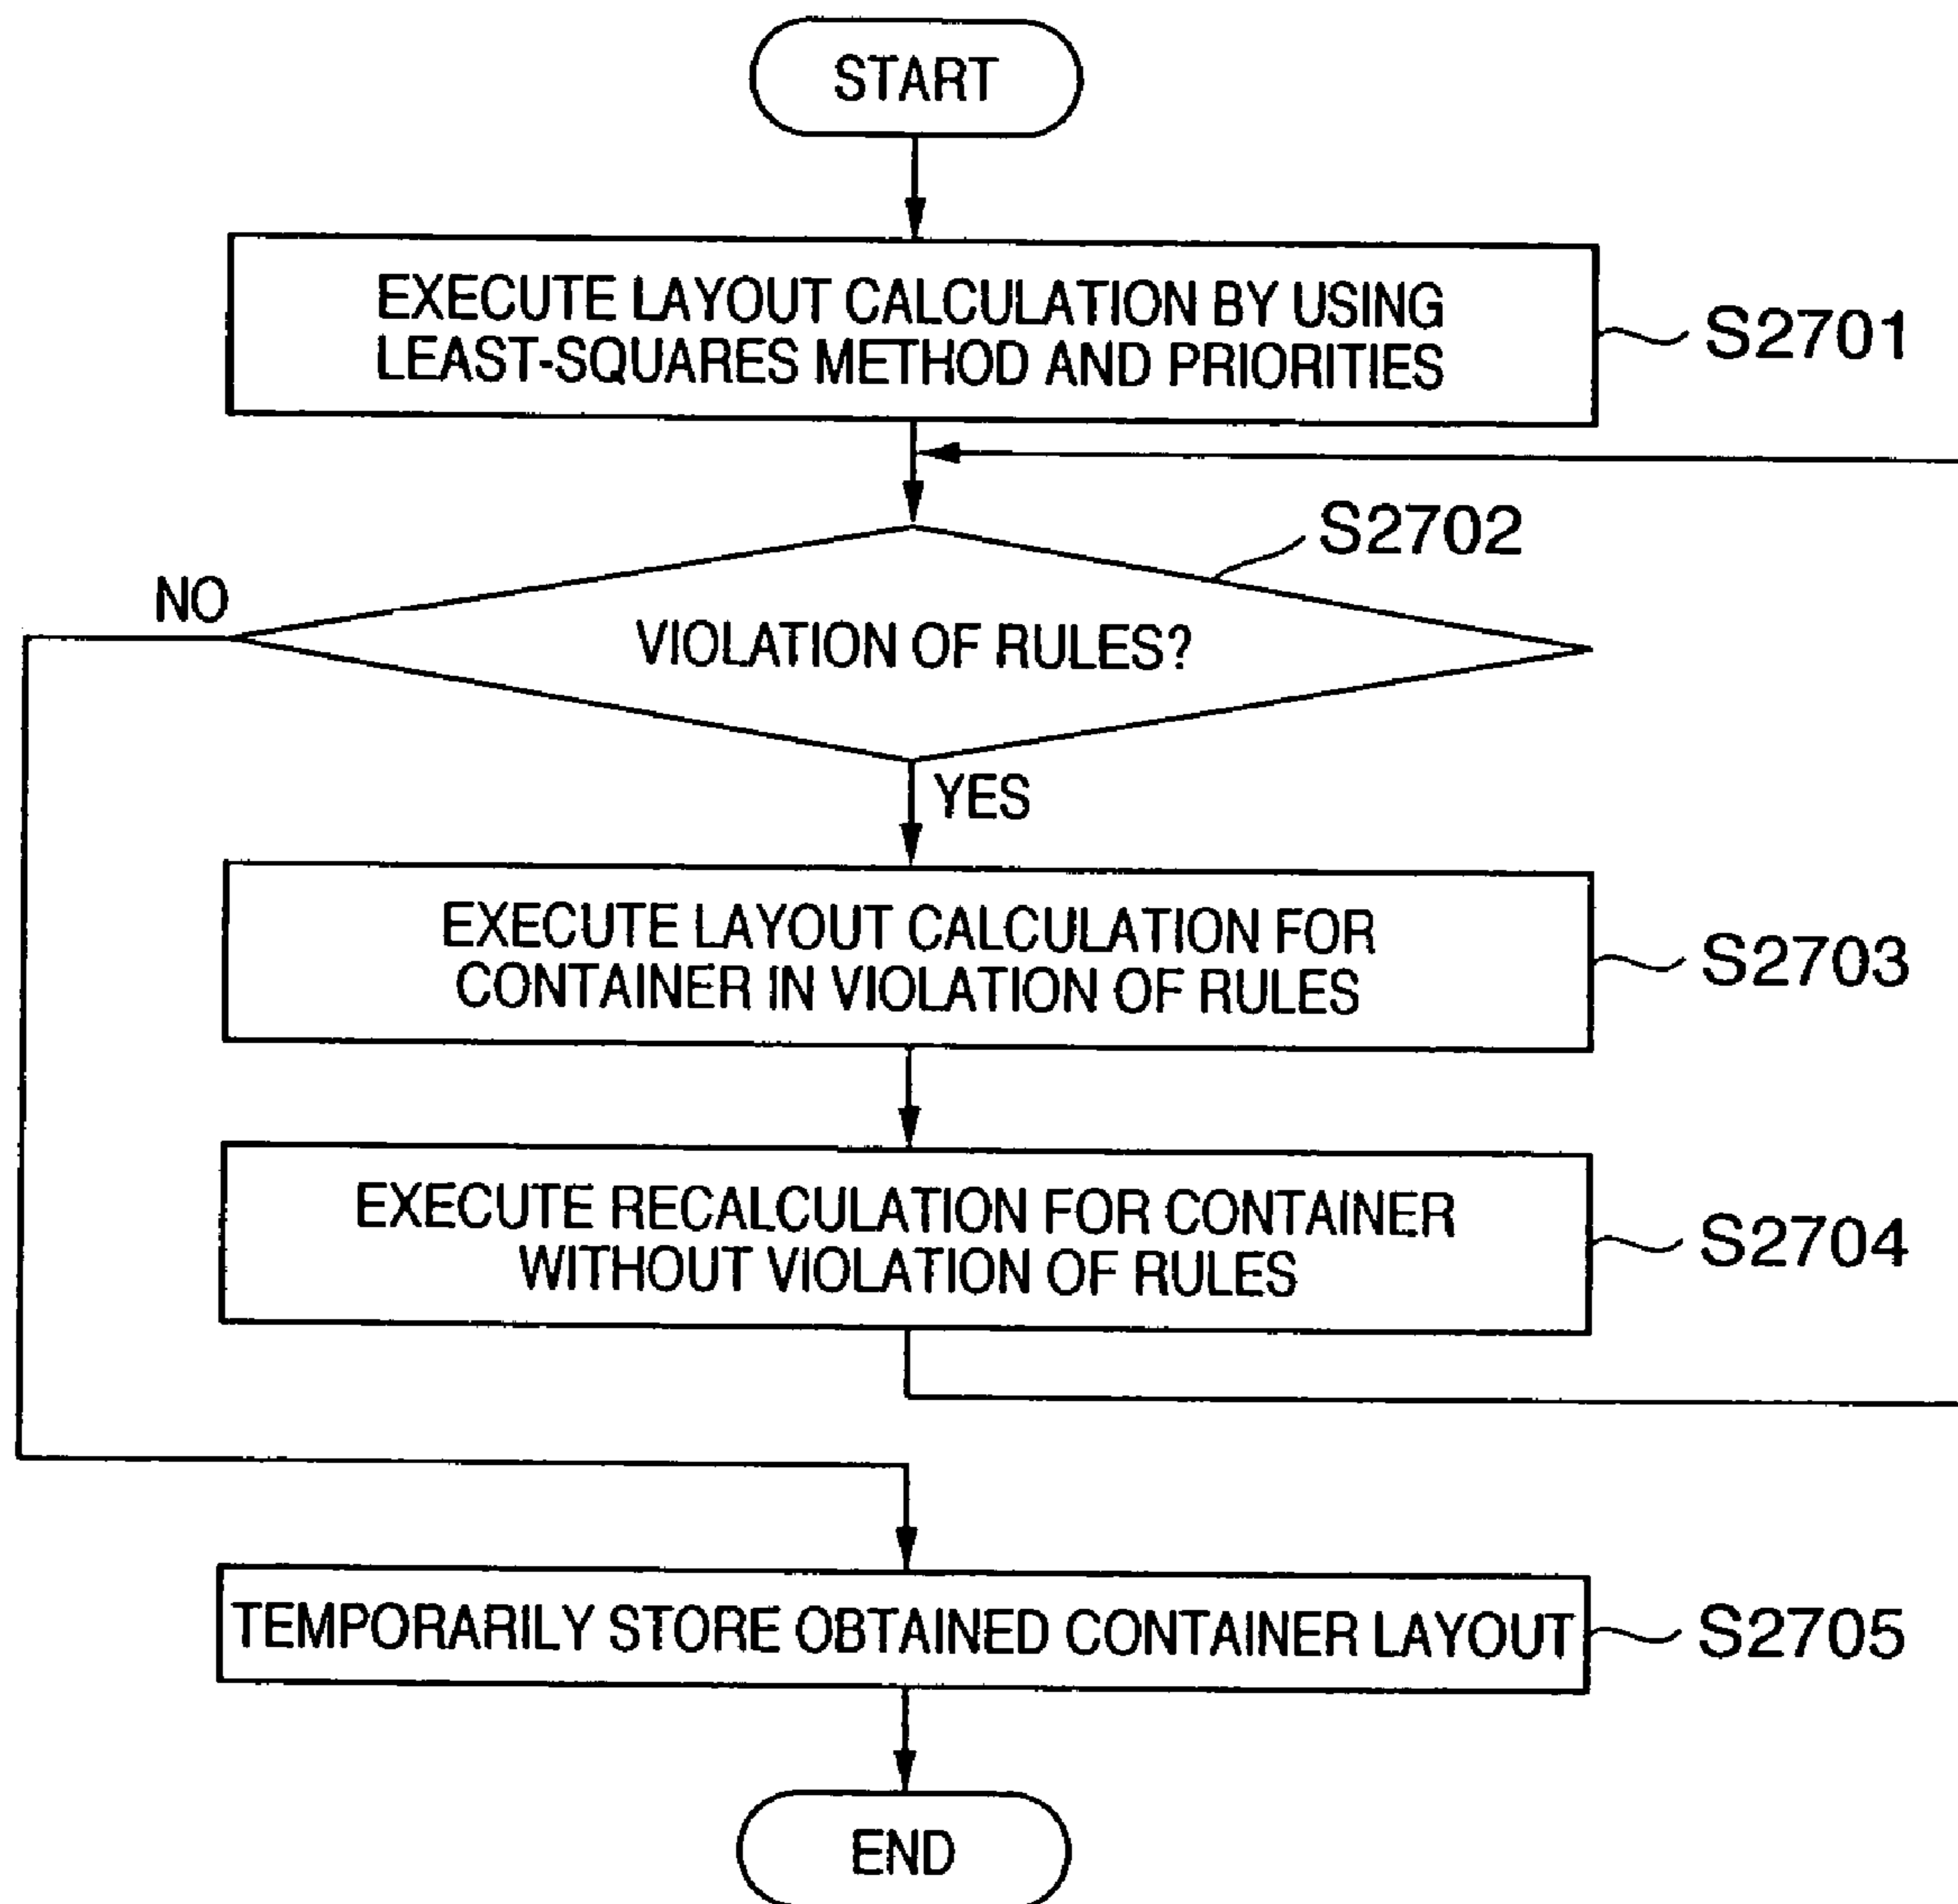 START
EXECUTE LAYOUT CALCULATION BY USING
LEAST-SQUARES METHOD AND PRIORITIES
S2701
S2702
NO
VIOLATION OF RULES?
YES
EXECUTE LAYOUT CALCULATION FOR
CONTAINER IN VIOLATION OF RULES
S2703
EXECUTE RECALCULATION FOR CONTAINER
WITHOUT VIOLATION OF RULES
S2704
TEMPORARILY STORE OBTAINED CONTAINER LAYOUT
S2705
END